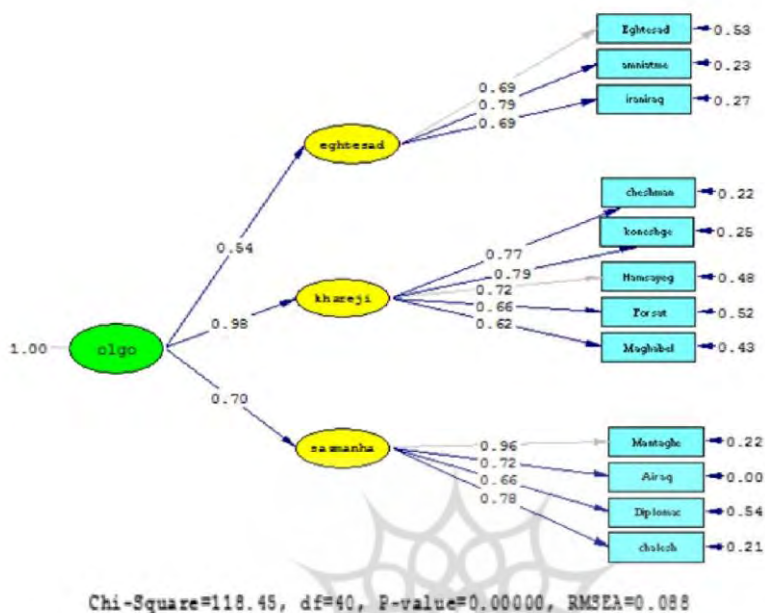 Eghtesad 0.53
amniatme 0.23
0.69
0.79
iraniraq 0.27
0.69
eghtesad
cheshman 0.22
0.54
koneshge 0.25
0.77
0.79
Hamsayeg 0.48
0.72
khareji
0.66
Forsat 0.52
0.98
0.62
Maghabel 0.43
1.00
olgo
0.70
Mantaghe 0.22
0.96
sazmanha
0.72
Airaq 0.00
0.66
Diplomac 0.54
0.78
chalesh 0.21
Chi-Square=118.45, df=40, P-value=0.00000, RMSEA=0.088